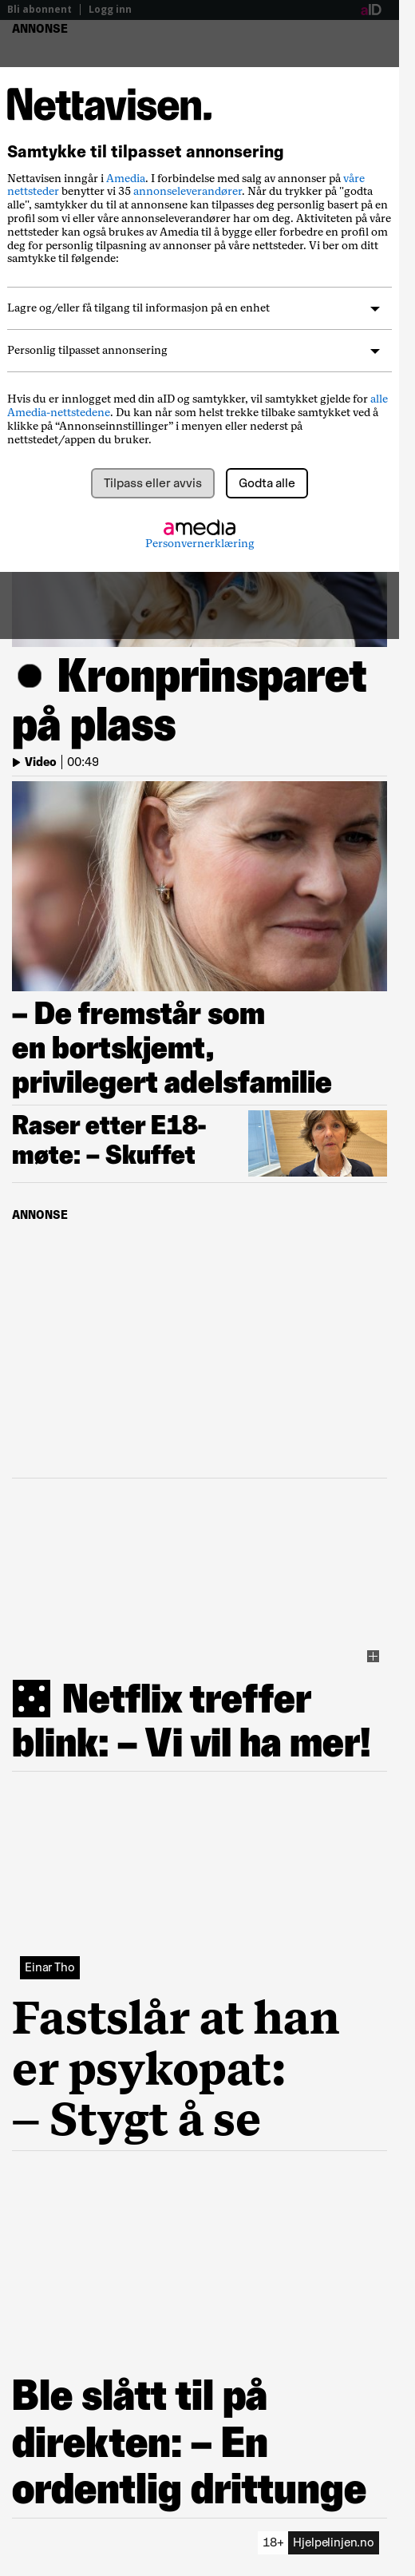 Bli abonnent | Logg inn aID
ANNONSE
Nettavisen.
Samtykke til tilpasset annonsering
Nettavisen inngår i Amedia. I forbindelse med salg av annonser på våre
nettsteder benytter vi 35 annonseleverandører. Når du trykker på "godta
alle", samtykker du til at annonsene kan tilpasses deg personlig basert på en
profil som vi eller våre annonseleverandører har om deg. Aktiviteten på våre
nettsteder kan også brukes av Amedia til å bygge eller forbedre en profil om
deg for personlig tilpasning av annonser på våre nettsteder. Vi ber om ditt
samtykke til følgende:
Lagre og/eller få tilgang til informasjon på en enhet
Personlig tilpasset annonsering
Hvis du er innlogget med din aID og samtykker, vil samtykket gjelde for alle
Amedia-nettstedene. Du kan når som helst trekke tilbake samtykket ved å
klikke på “Annonseinnstillinger” i menyen eller nederst på
nettstedet/appen du bruker.
Tilpass eller avvis Godta alle
amedia
Personvernerklæring
Kronprinsparet
på plass
Video | 00:49
– De fremstår som
en bortskjemt,
privilegert adelsfamilie
Raser etter E18-
møte: – Skuffet
ANNONSE
Netflix treffer
blink: – Vi vil ha mer!
Einar Tho
Fastslår at han
er psykopat:
– Stygt å se
Ble slått til på
direkten: – En
ordentlig drittunge
18+ Hjelpelinjen.no